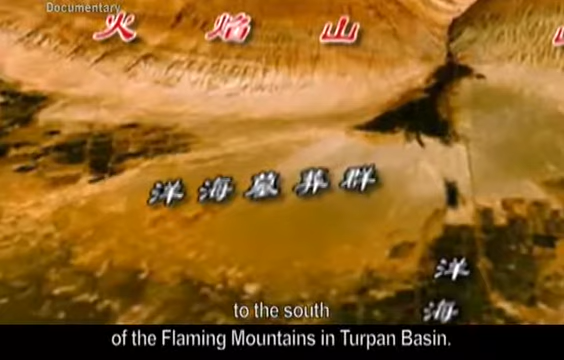 Documentary
火焰山
洋海墓葬群
洋
海
to the south
of the Flaming Mountains in Turpan Basin.